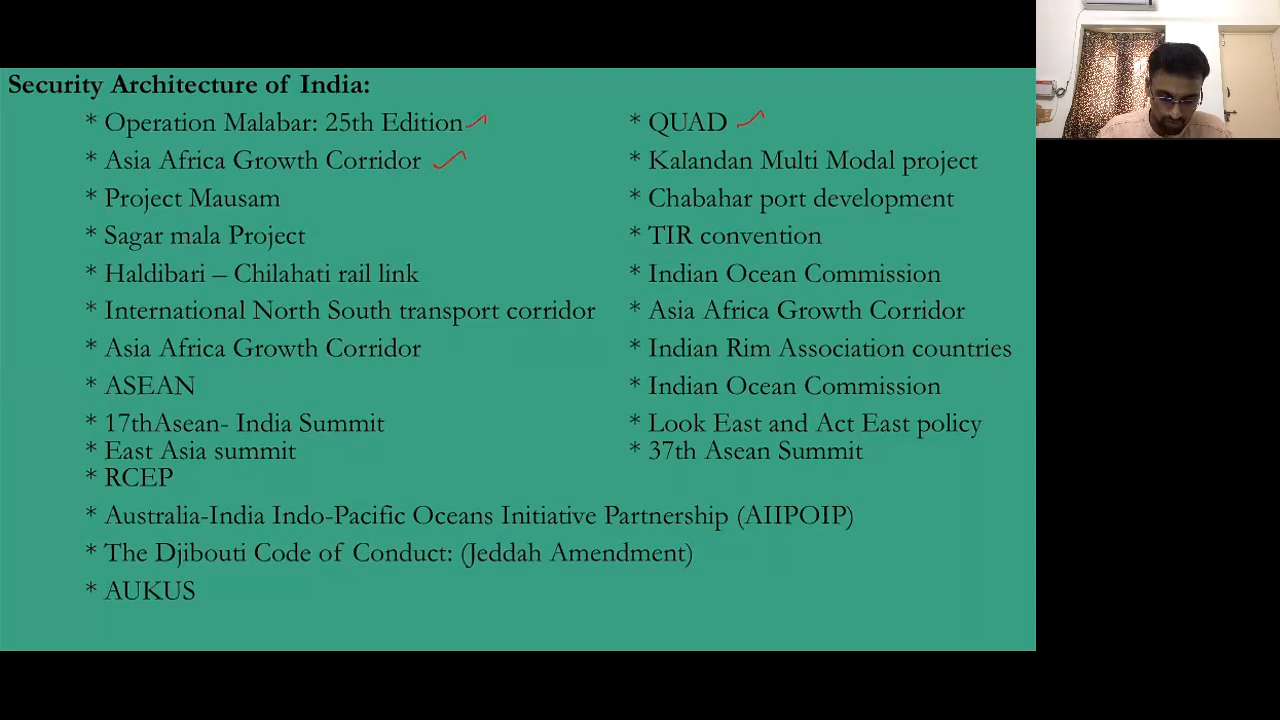 Security Architecture of India:
* Operation Malabar: 25th Edition
* QUAD
* Asia Africa Growth Corridor
* Kalandan Multi Modal project
* Project Mausam
* Chabahar port development
* Sagar mala Project
* TIR convention
* Haldibari – Chilahati rail link
* Indian Ocean Commission
* International North South transport corridor
* Asia Africa Growth Corridor
* Asia Africa Growth Corridor
* Indian Rim Association countries
* ASEAN
* Indian Ocean Commission
* 17thAsean- India Summit
* Look East and Act East policy
* East Asia summit
* 37th Asean Summit
* RCEP
* Australia-India Indo-Pacific Oceans Initiative Partnership (AIIPOIP)
* The Djibouti Code of Conduct: (Jeddah Amendment)
* AUKUS